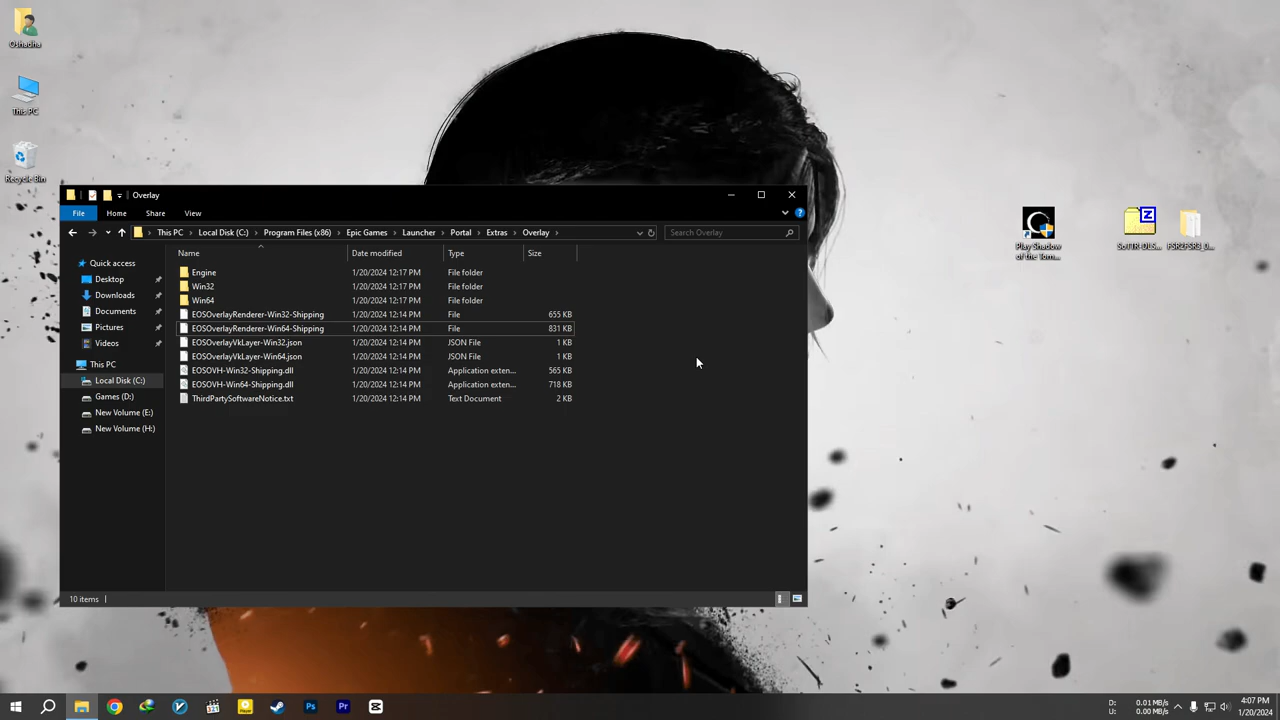 Oshadha
This PC
Recycle Bin
Overlay
File
Home
Share
View
This PC
Local Disk (C:)
Program Files (x86)
Epic Games
Launcher
Portal
Extras
Overlay
Search Overlay
Name
Date modified
Type
Size
Quick access
Desktop
Downloads
Documents
Pictures
Videos
This PC
Local Disk (C:)
Games (D:)
New Volume (E:)
New Volume (H:)
Engine 1/20/2024 12:17 PM File folder
Win32 1/20/2024 12:17 PM File folder
Win64 1/20/2024 12:17 PM File folder
EOSOverlayRenderer-Win32-Shipping 1/20/2024 12:14 PM File 655 KB
EOSOverlayRenderer-Win64-Shipping 1/20/2024 12:14 PM File 831 KB
EOSOverlayVkLayer-Win32.json 1/20/2024 12:14 PM JSON File 1 KB
EOSOverlayVkLayer-Win64.json 1/20/2024 12:14 PM JSON File 1 KB
EOSOVH-Win32-Shipping.dll 1/20/2024 12:14 PM Application exten... 565 KB
EOSOVH-Win64-Shipping.dll 1/20/2024 12:14 PM Application exten... 718 KB
ThirdPartySoftwareNotice.txt 1/20/2024 12:14 PM Text Document 2 KB
10 items
Play Shadow
of the Tom...
SoTTR-DLS...
D: 0.01 MB/s
U: 0.00 MB/s
4:07 PM
1/20/2024
Ps
Pr